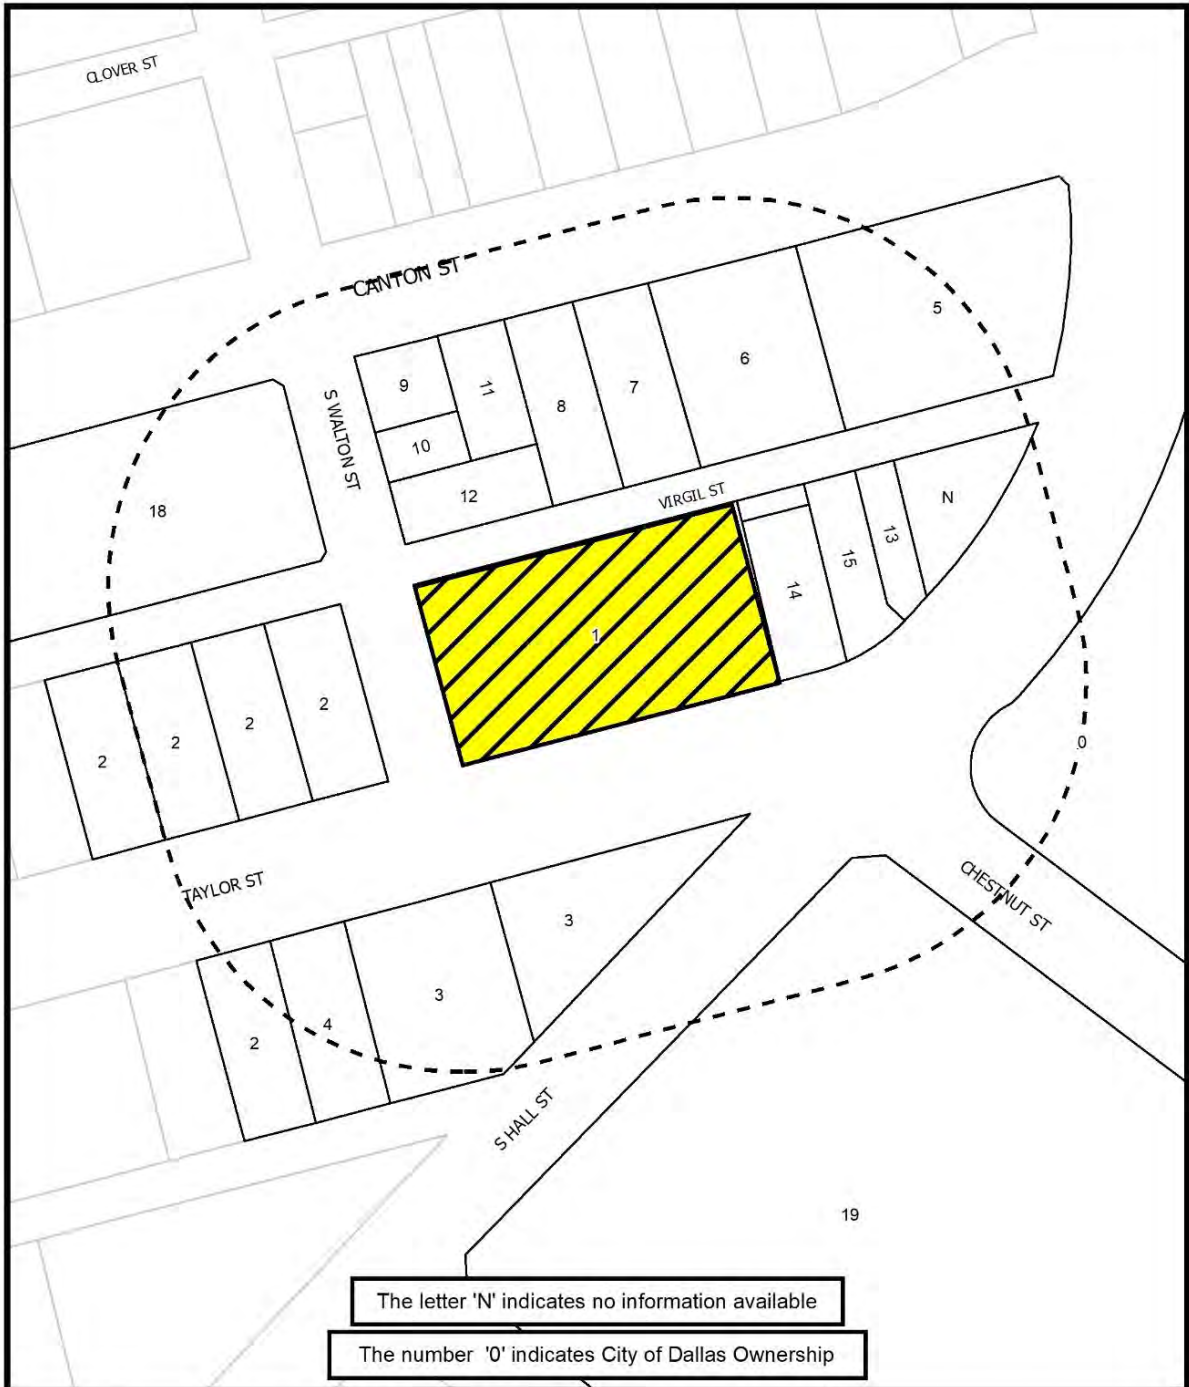 CLOVER ST
CANTON ST
5
6
S WALTON ST
9
11
7
8
10
12
VIRGIL ST
N
18
13
15
14
1
2
2
2
2
0
TAYLOR ST
CHESTNUT ST
3
3
4
2
S HALL ST
19
The letter 'N' indicates no information available
The number '0' indicates City of Dallas Ownership